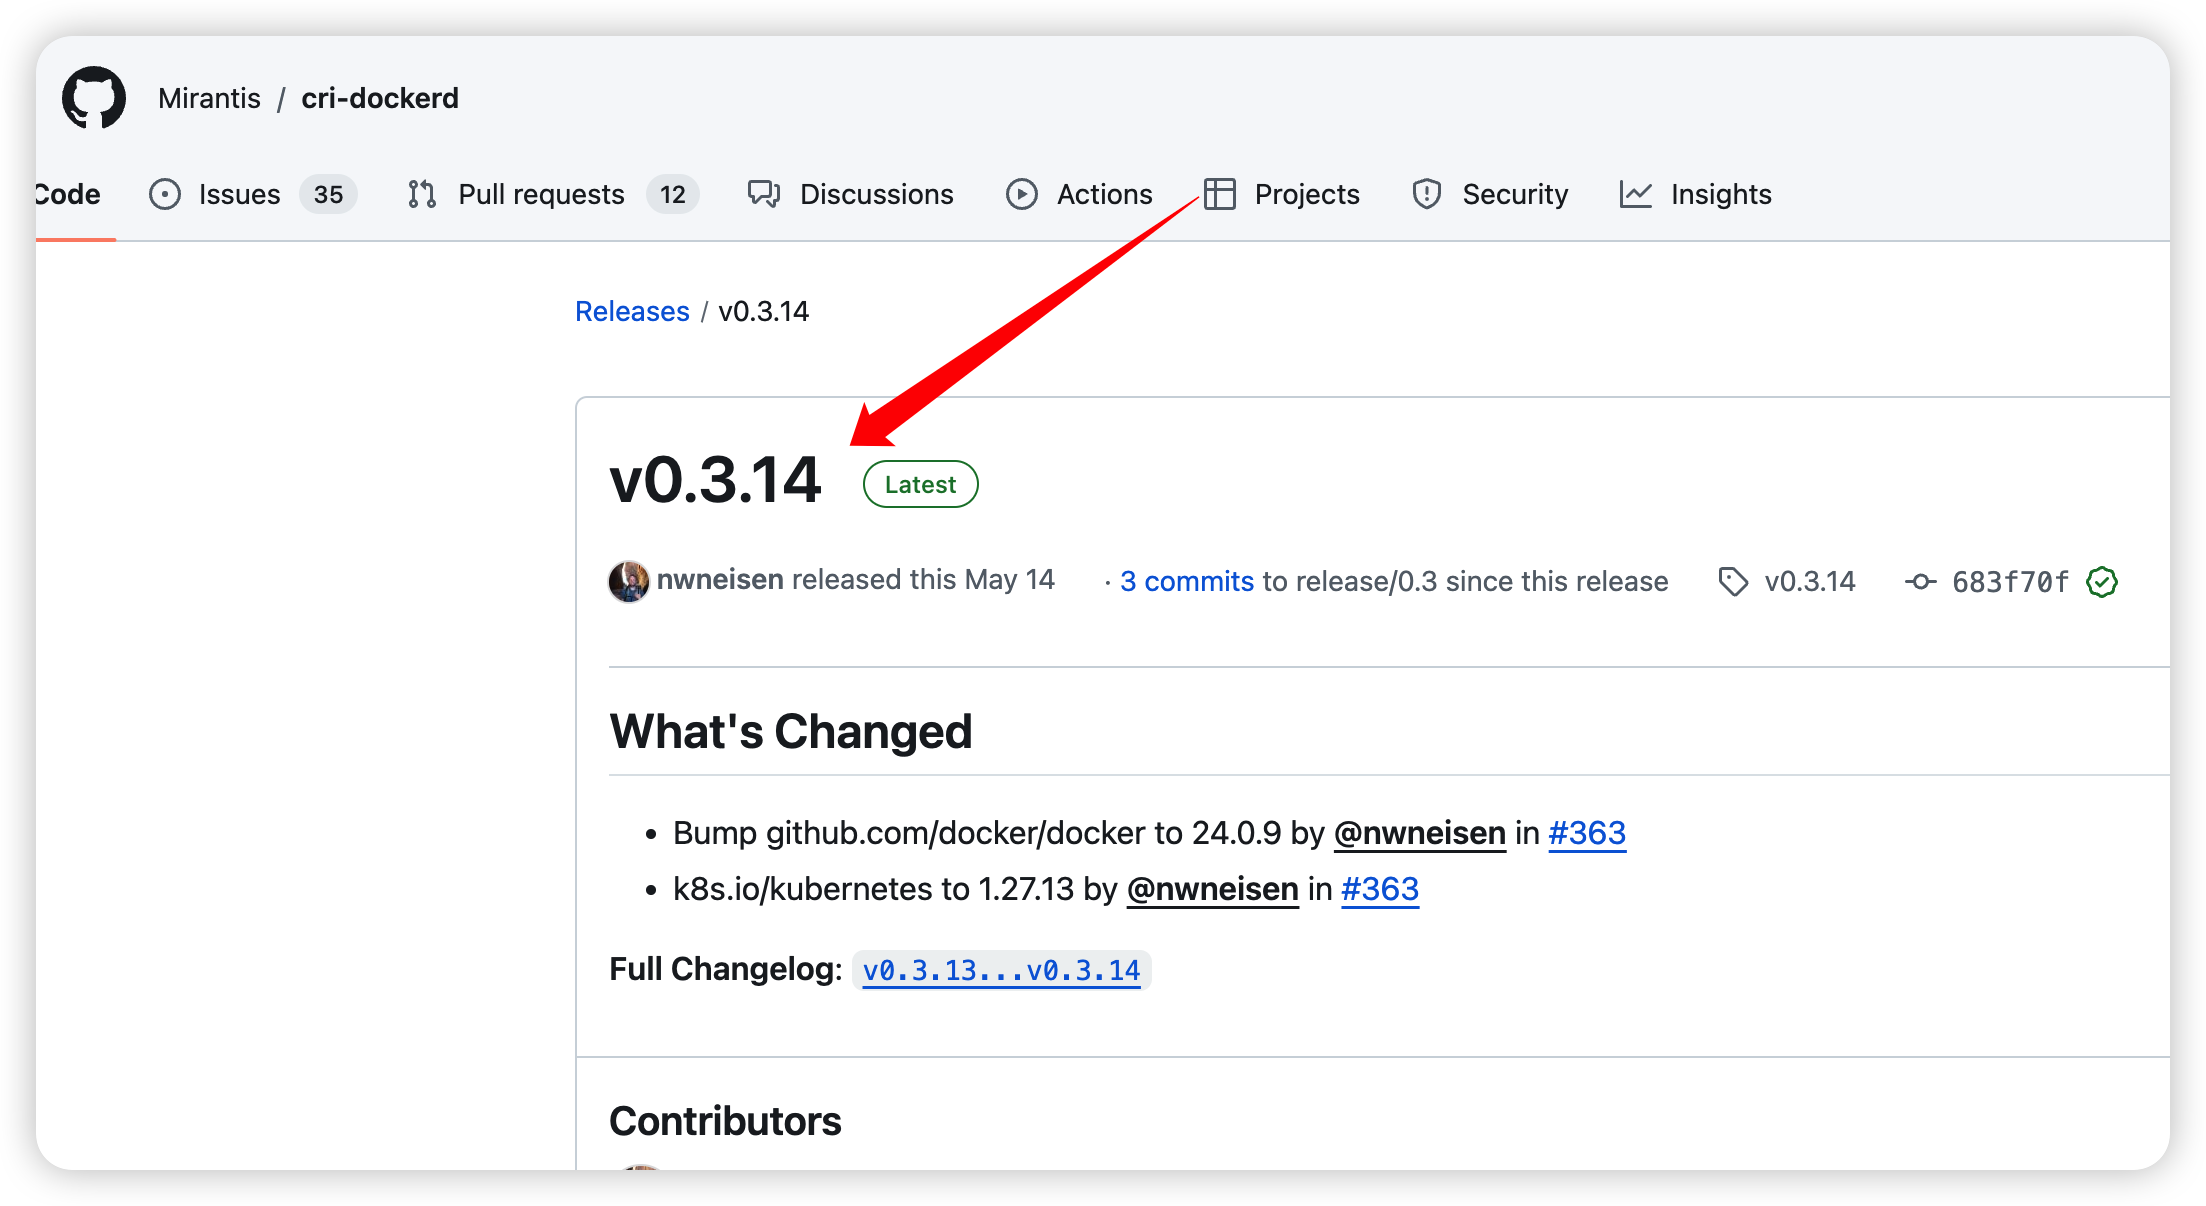 Mirantis / cri-dockerd
Code Issues 35 Pull requests 12 Discussions Actions Projects Security Insights
Releases / v0.3.14
v0.3.14 Latest
nwneisen released this May 14 · 3 commits to release/0.3 since this release v0.3.14 683f70f
What's Changed
• Bump github.com/docker/docker to 24.0.9 by @nwneisen in #363
• k8s.io/kubernetes to 1.27.13 by @nwneisen in #363
Full Changelog: v0.3.13...v0.3.14
Contributors